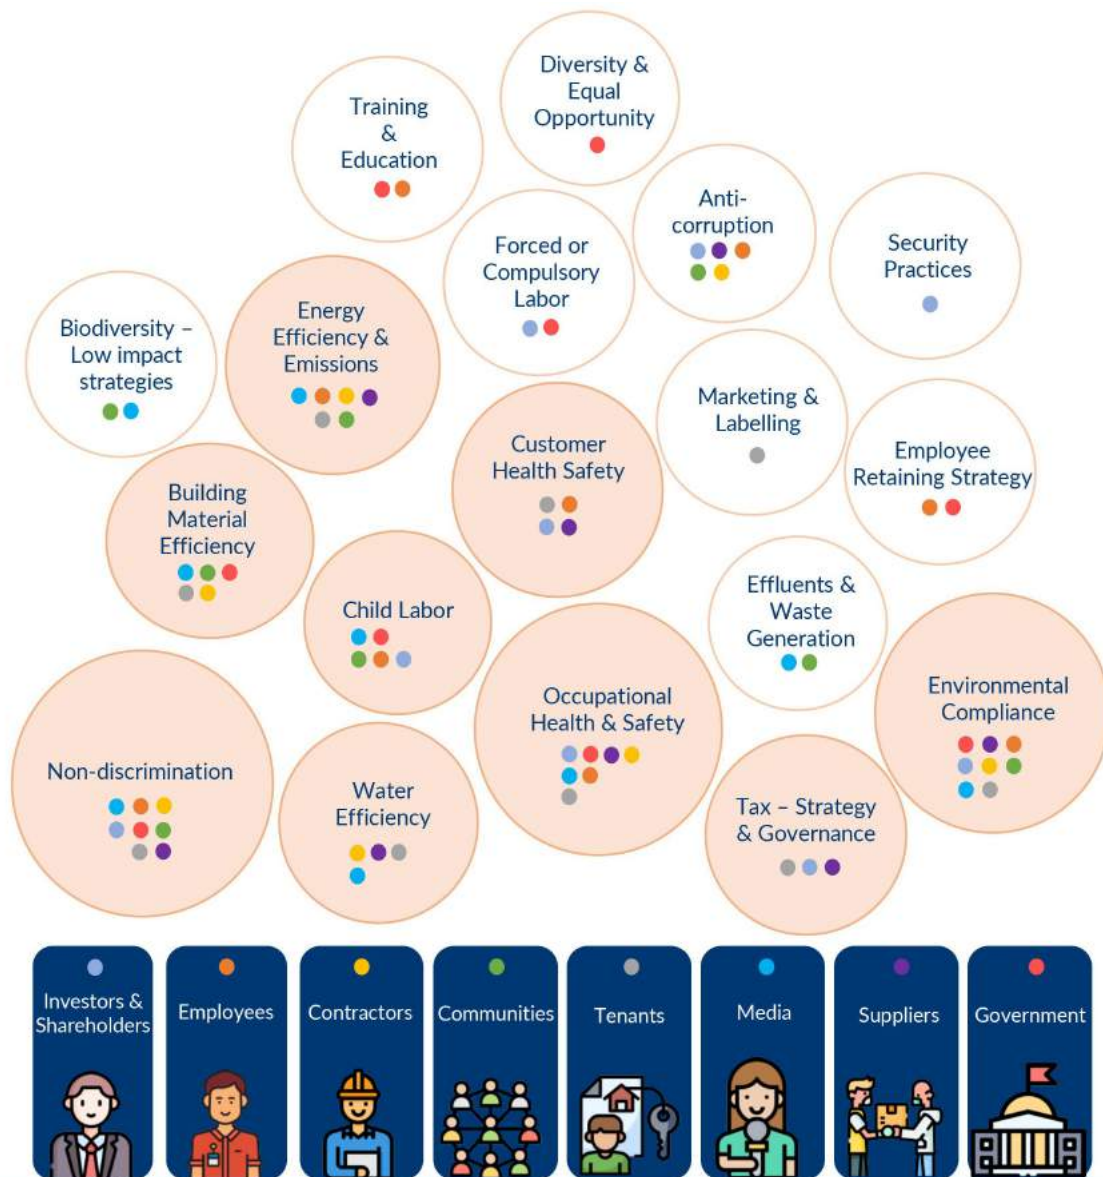 Diversity &
Equal
Opportunity
Training
&
Education
Anti-
corruption
Security
Practices
Forced or
Compulsory
Labor
Energy
Efficiency &
Emissions
Biodiversity –
Low impact
strategies
Marketing &
Labelling
Customer
Health Safety
Employee
Retaining Strategy
Building
Material
Efficiency
Child Labor
Effluents &
Waste
Generation
Environmental
Compliance
Occupational
Health & Safety
Non-discrimination
Water
Efficiency
Tax – Strategy
& Governance
Investors &
Shareholders
Employees
Contractors
Communities
Tenants
Media
Suppliers
Government